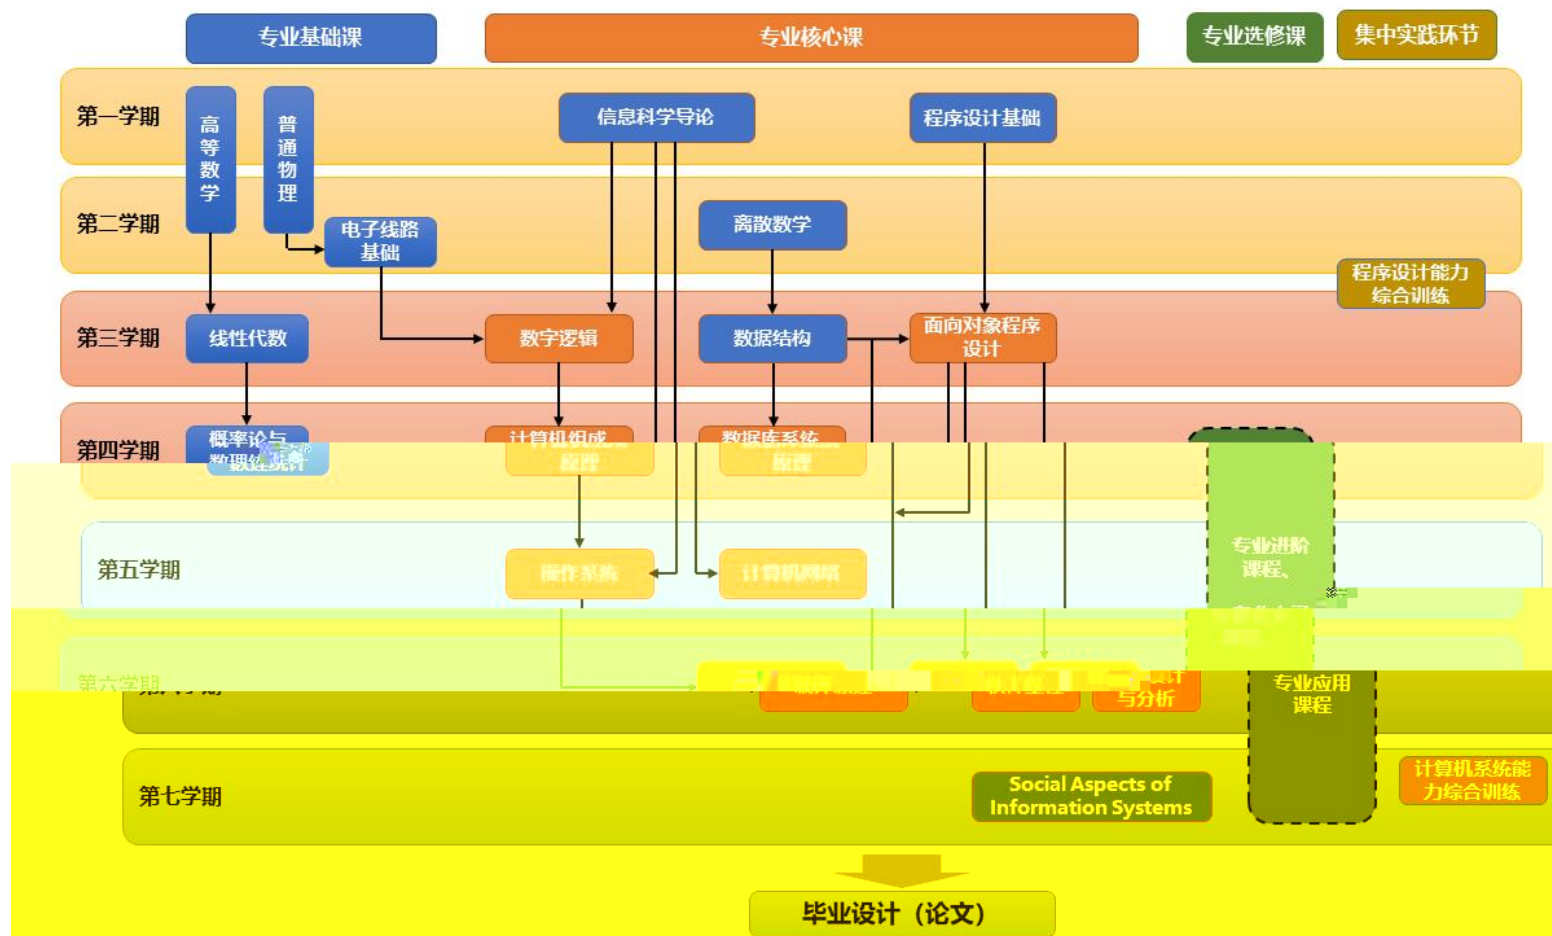 专业基础课
专业核心课
专业选修课
集中实践环节
第一学期
高等数学
普通物理
信息科学导论
程序设计基础
第二学期
电子线路
基础
离散数学
程序设计能力
综合训练
第三学期
线性代数
数字逻辑
数据结构
面向对象程序
设计
第四学期
概率论与
数理统计
计算机组成
原理
数据库系统
原理
第五学期
操作系统
计算机网络
专业进阶
课程、
第六学期
与分析
专业应用
课程
第七学期
Social Aspects of
Information Systems
计算机系统能
力综合训练
毕业设计（论文）